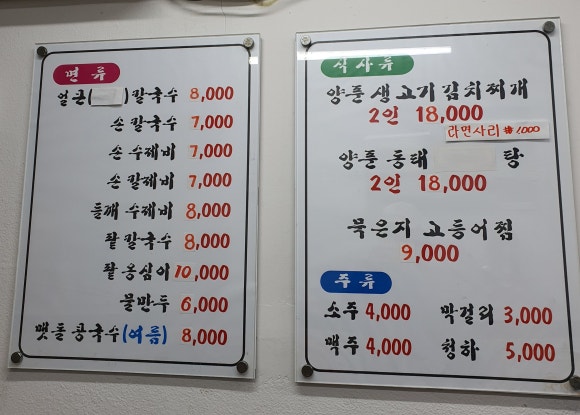 면류
얼큰( )칼국수 8,000
손 칼국수 7,000
손 수제비 7,000
손 칼제비 7,000
들깨 수제비 8,000
팥칼국수 8,000
팥옹심이 10,000
물만두 6,000
맷돌 콩국수(여름) 8,000
식사류
양푼 생고기 김치찌개
2인 18,000
라면사리 ₩1,000
양푼 동태 탕
2인 18,000
묵은지 고등어찜
9,000
주류
소주 4,000 막걸리 3,000
맥주 4,000 청하 5,000